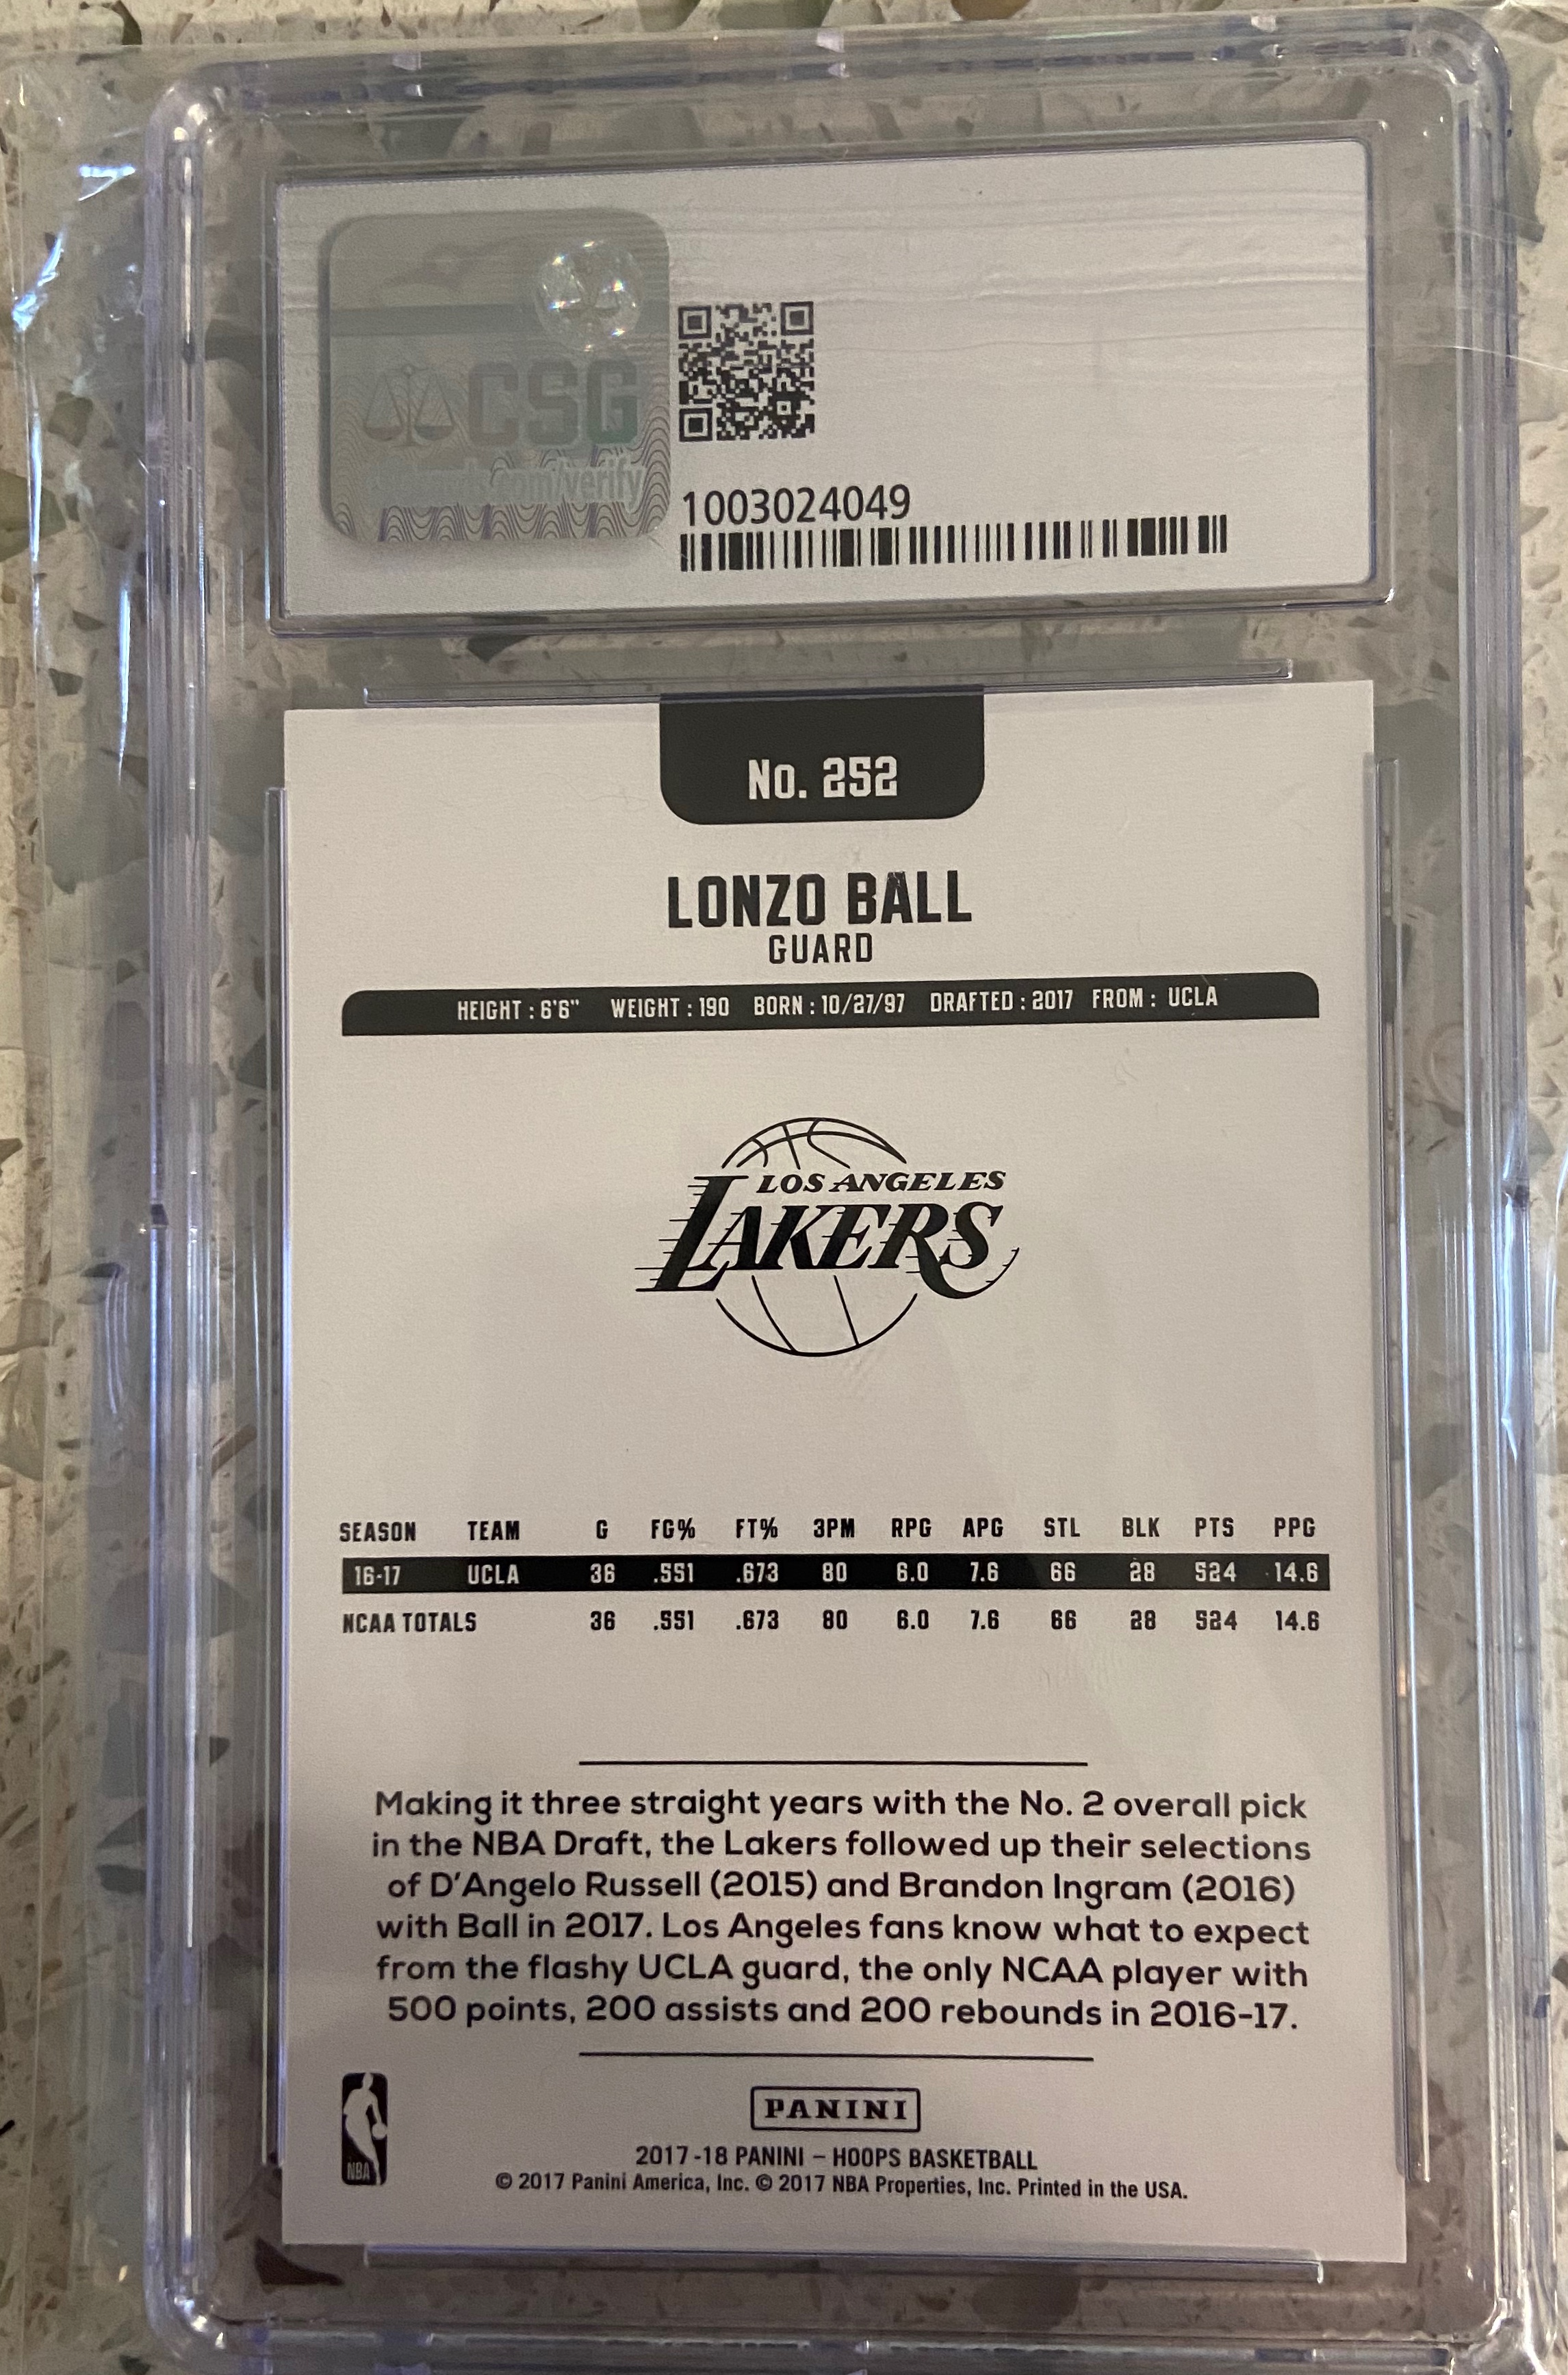 CSG
.com/verify
1003024049
No. 252
LONZO BALL
GUARD
HEIGHT : 6'6" WEIGHT : 190 BORN : 10/27/97 DRAFTED : 2017 FROM : UCLA
LOS ANGELES
LAKERS
SEASON TEAM G FG% FT% 3PM RPG APG STL BLK PTS PPG
16-17 UCLA 36 .551 .673 80 6.0 7.6 66 28 524 14.6
NCAA TOTALS 36 .551 .673 80 6.0 7.6 66 28 524 14.6
Making it three straight years with the No. 2 overall pick
in the NBA Draft, the Lakers followed up their selections
of D'Angelo Russell (2015) and Brandon Ingram (2016)
with Ball in 2017. Los Angeles fans know what to expect
from the flashy UCLA guard, the only NCAA player with
500 points, 200 assists and 200 rebounds in 2016-17.
NBA
PANINI
2017-18 PANINI – HOOPS BASKETBALL
© 2017 Panini America, Inc. © 2017 NBA Properties, Inc. Printed in the USA.